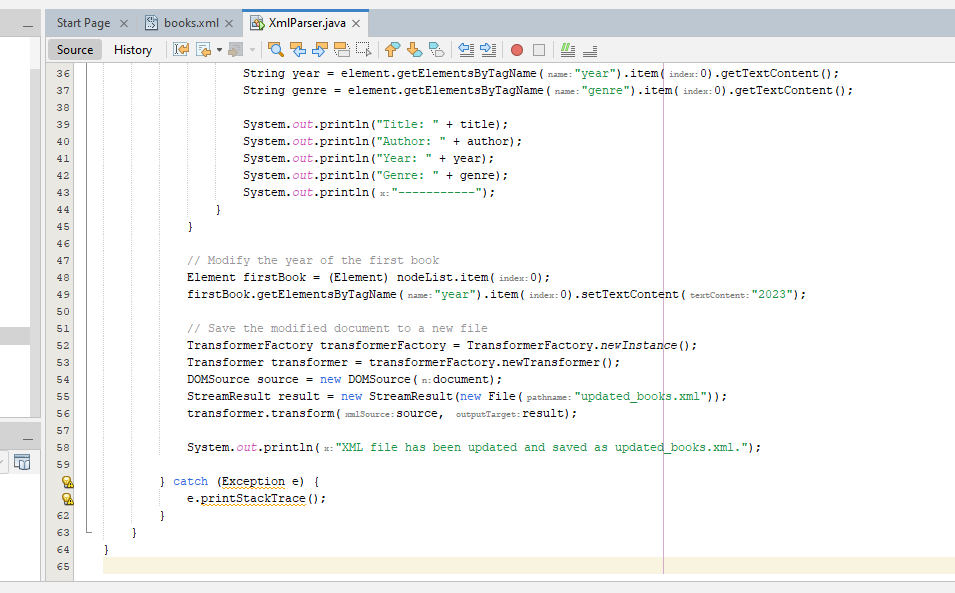 Start Page
books.xml
XmlParser.java
Source History
36 String year = element.getElementsByTagName( name: "year").item( index: 0).getTextContent();
37 String genre = element.getElementsByTagName( name: "genre").item( index: 0).getTextContent();
38
39 System.out.println("Title: " + title);
40 System.out.println("Author: " + author);
41 System.out.println("Year: " + year);
42 System.out.println("Genre: " + genre);
43 System.out.println( x: "-----------");
44 }
45 }
46
47 // Modify the year of the first book
48 Element firstBook = (Element) nodeList.item( index: 0);
49 firstBook.getElementsByTagName( name: "year").item( index: 0).setTextContent( textContent: "2023");
50
51 // Save the modified document to a new file
52 TransformerFactory transformerFactory = TransformerFactory.newInstance();
53 Transformer transformer = transformerFactory.newTransformer();
54 DOMSource source = new DOMSource( n: document);
55 StreamResult result = new StreamResult(new File( pathname: "updated_books.xml"));
56 transformer.transform( xmlSource: source, outputTarget: result);
57
58 System.out.println( x: "XML file has been updated and saved as updated_books.xml.");
59
} catch (Exception e) {
e.printStackTrace();
62 }
63 }
64 }
65